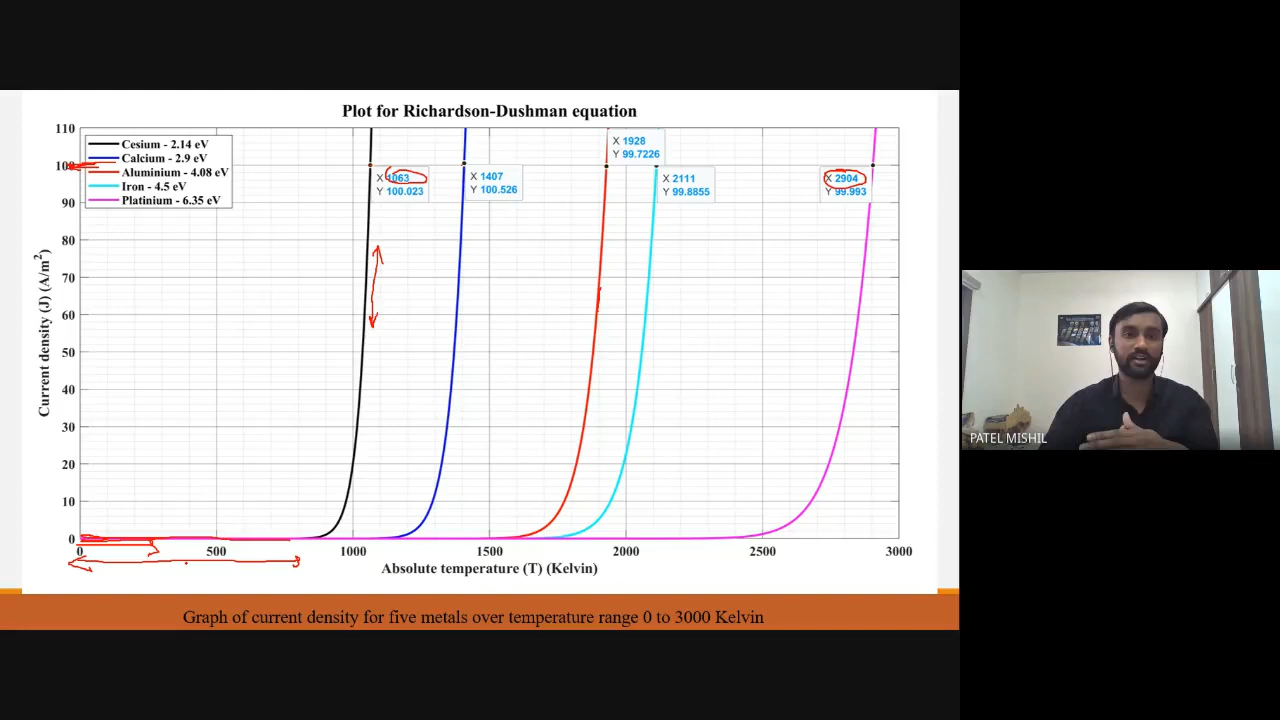 Plot for Richardson-Dushman equation
110
100
90
80
70
60
50
40
30
20
10
0
Current density (J) (A/m²)
Cesium - 2.14 eV
Calcium - 2.9 eV
Aluminium - 4.08 eV
Iron - 4.5 eV
Platinium - 6.35 eV
X 1063
Y 100.023
X 1407
Y 100.526
X 1928
Y 99.7226
X 2111
Y 99.8855
X 2904
Y 99.993
0 500 1000 1500 2000 2500 3000
Absolute temperature (T) (Kelvin)
Graph of current density for five metals over temperature range 0 to 3000 Kelvin
PATEL MISHIL